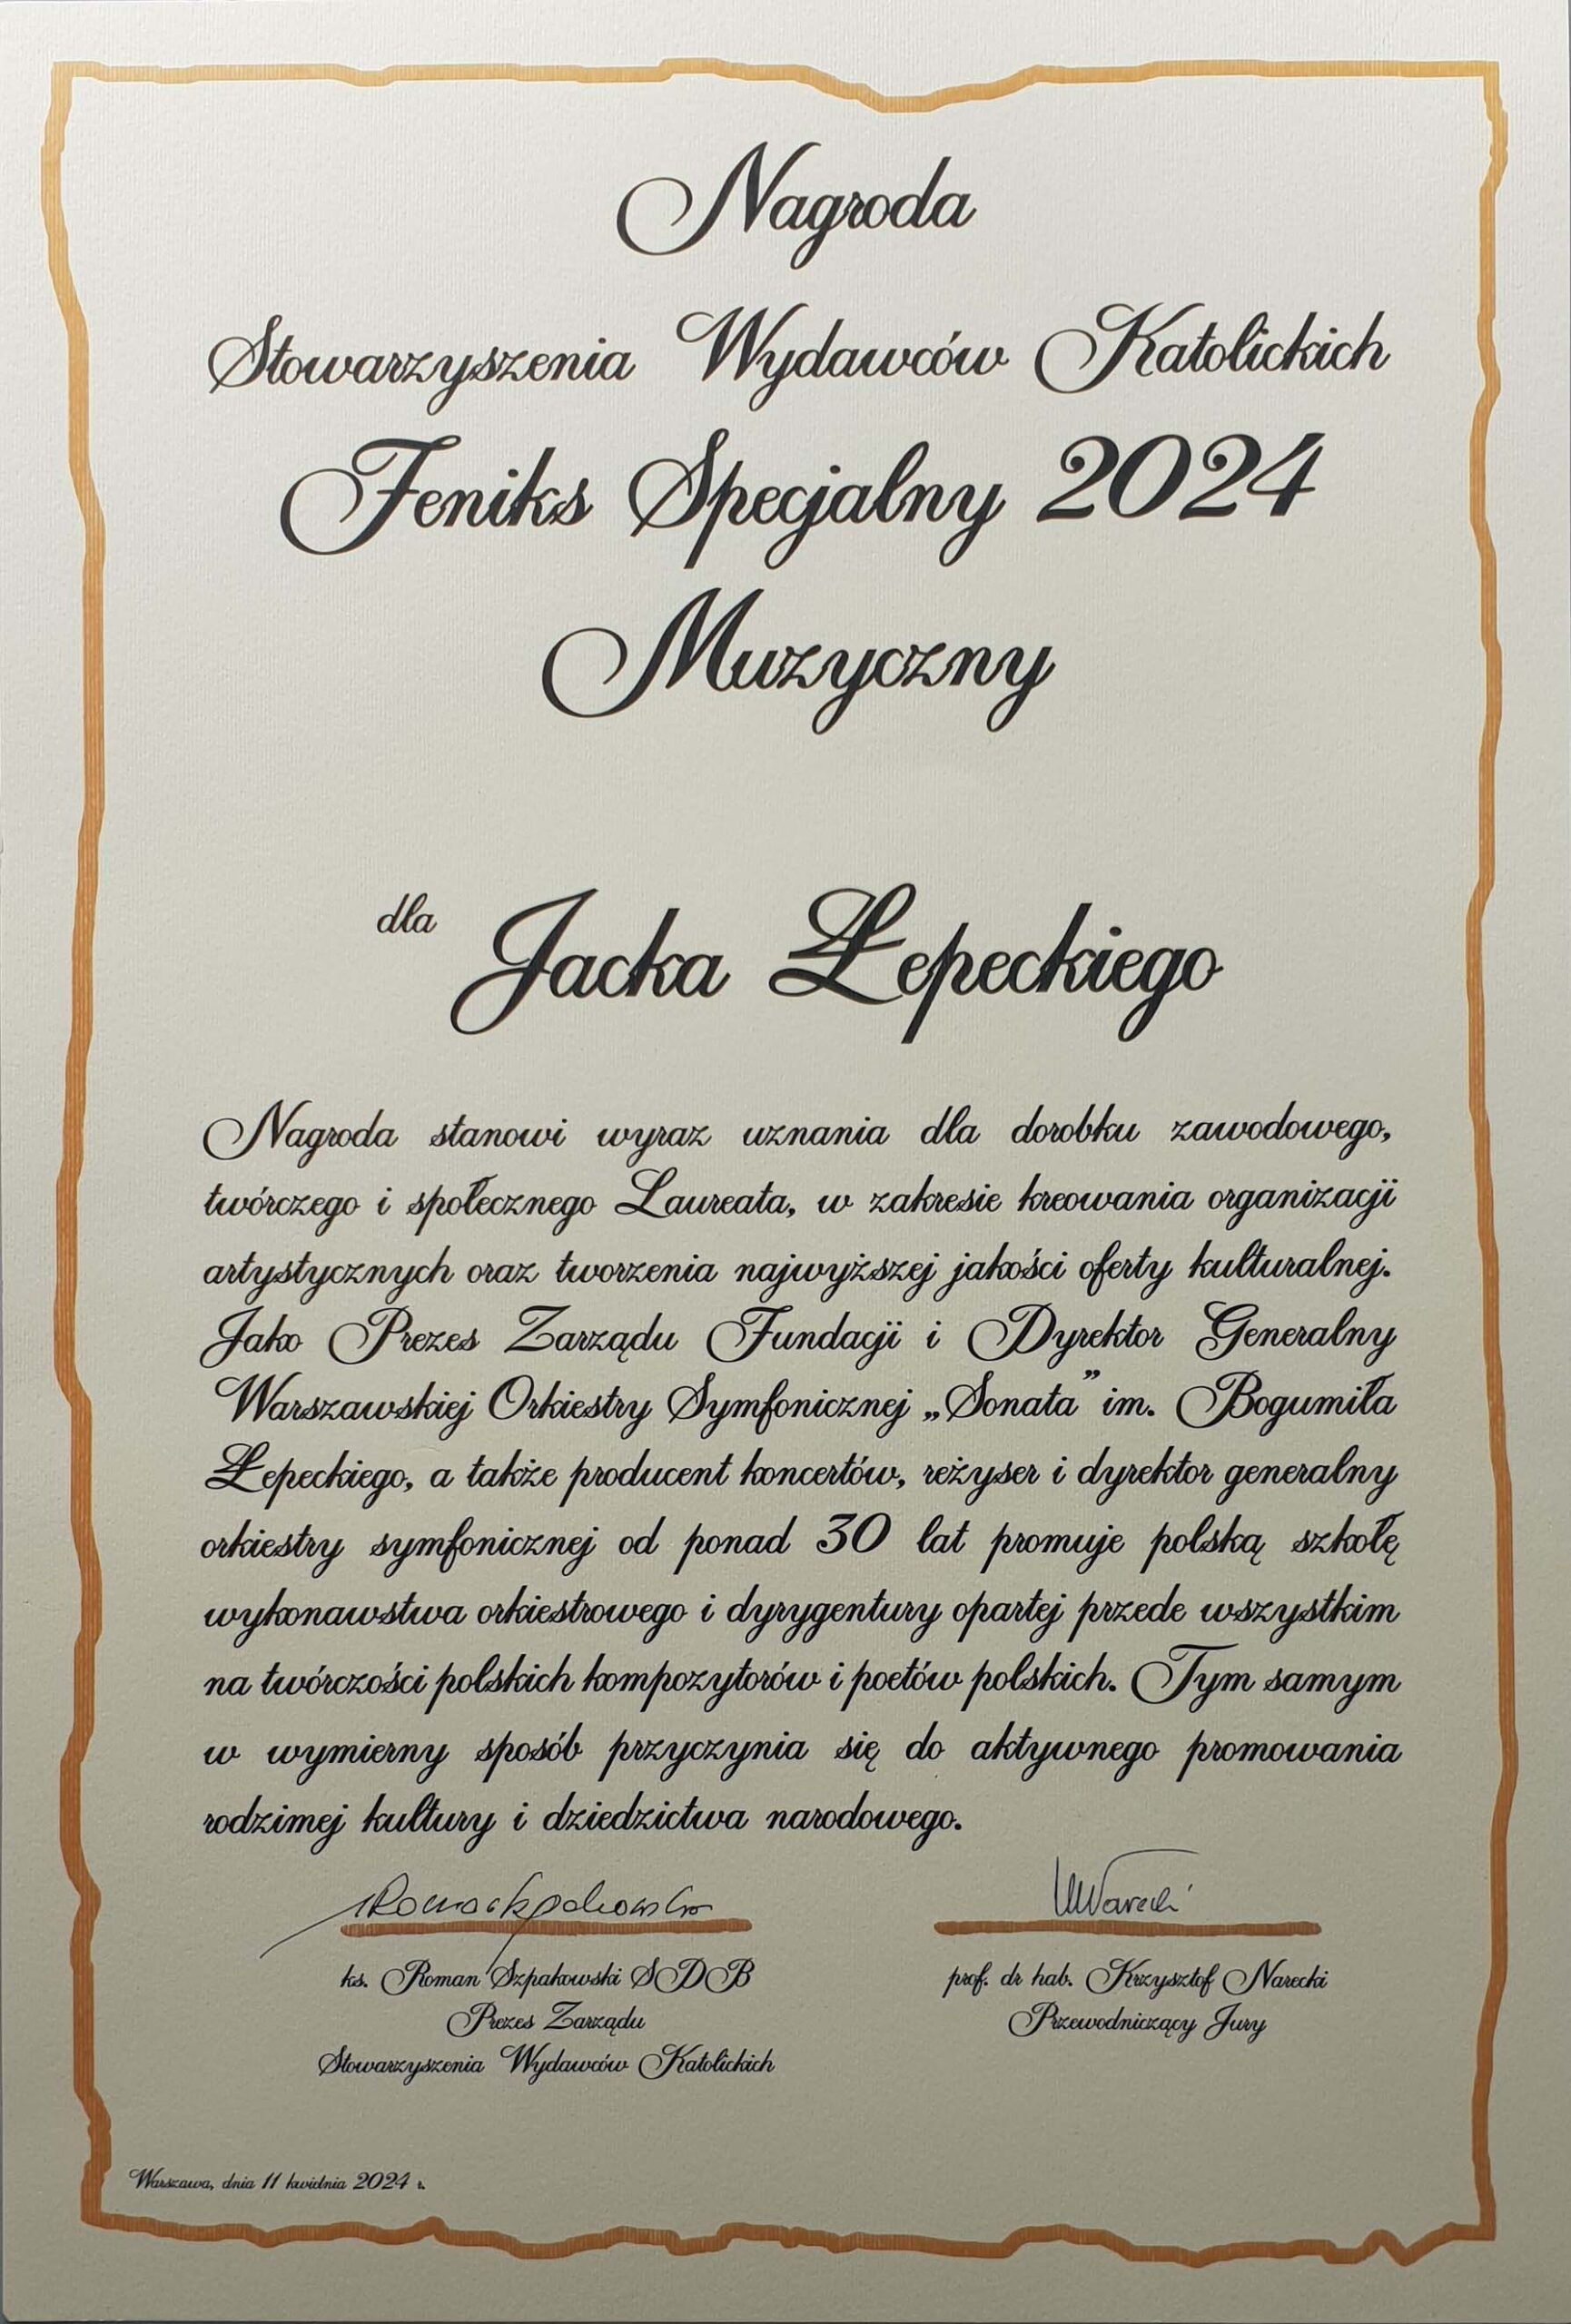 Nagroda
Stowarzyszenia Wydawców Katolickich
Feniks Specjalny 2024
Muzyczny
dla Jacka Łepeckiego
Nagroda stanowi wyraz uznania dla dorobku zawodowego,
twórczego i społecznego Laureata, w zakresie kreowania organizacji
artystycznych oraz tworzenia najwyższej jakości oferty kulturalnej.
Jako Prezes Zarządu Fundacji i Dyrektor Generalny
Warszawskiej Orkiestry Symfonicznej „Sonata” im. Bogumiła
Łepeckiego, a także producent koncertów, reżyser i dyrektor generalny
orkiestry symfonicznej od ponad 30 lat promuje polską szkołę
wykonawstwa orkiestrowego i dyrygentury opartej przede wszystkim
na twórczości polskich kompozytorów i poetów polskich. Tym samym
w wymierny sposób przyczynia się do aktywnego promowania
rodzimej kultury i dziedzictwa narodowego.
ks. Roman Szpakowski SDB
Prezes Zarządu
Stowarzyszenia Wydawców Katolickich
prof. dr hab. Krzysztof Narecki
Przewodniczący Jury
Warszawa, dnia 11 kwietnia 2024 r.